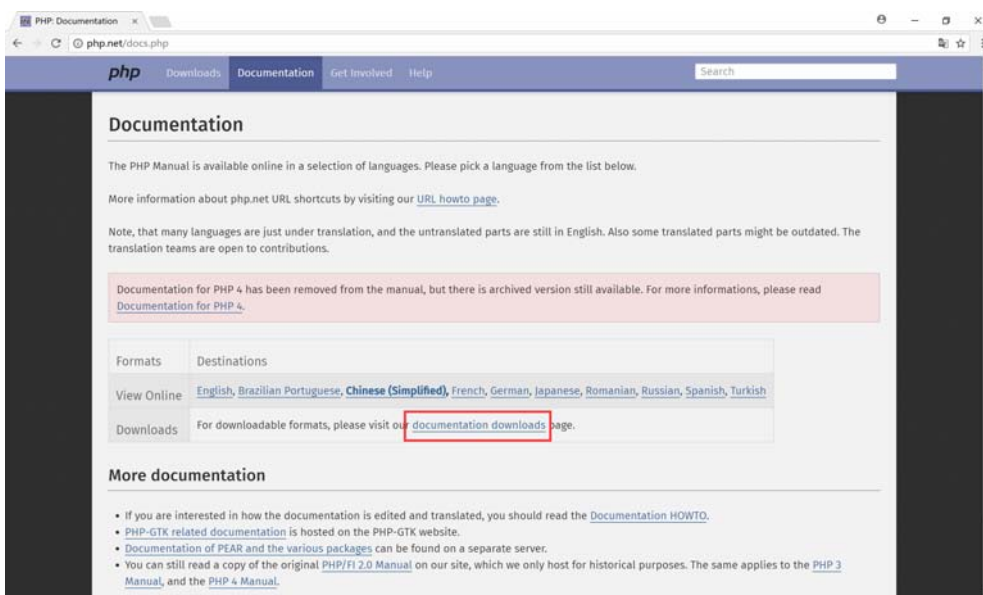 PHP: Documentation
php.net/docs.php
php Downloads Documentation Get Involved Help Search
Documentation
The PHP Manual is available online in a selection of languages. Please pick a language from the list below.
More information about php.net URL shortcuts by visiting our URL howto page.
Note, that many languages are just under translation, and the untranslated parts are still in English. Also some translated parts might be outdated. The
translation teams are open to contributions.
Documentation for PHP 4 has been removed from the manual, but there is archived version still available. For more informations, please read
Documentation for PHP 4.
Formats Destinations
View Online English, Brazilian Portuguese, Chinese (Simplified), French, German, Japanese, Romanian, Russian, Spanish, Turkish
Downloads For downloadable formats, please visit our documentation downloads page.
More documentation
• If you are interested in how the documentation is edited and translated, you should read the Documentation HOWTO.
• PHP-GTK related documentation is hosted on the PHP-GTK website.
• Documentation of PEAR and the various packages can be found on a separate server.
• You can still read a copy of the original PHP/FI 2.0 Manual on our site, which we only host for historical purposes. The same applies to the PHP 3
Manual, and the PHP 4 Manual.